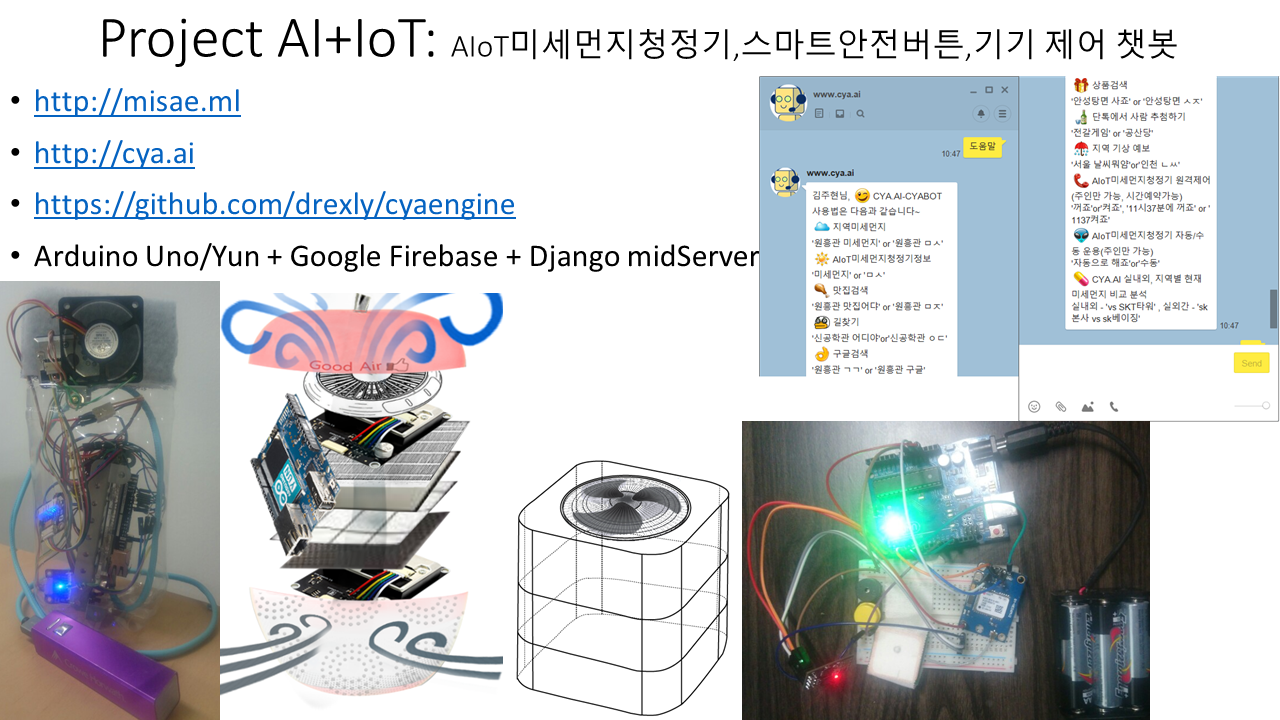 Project AI+IoT: AIoT미세먼지청정기,스마트안전버튼,기기 제어 챗봇
• http://misae.ml
• http://cya.ai
• https://github.com/drexly/cyaengine
• Arduino Uno/Yun + Google Firebase + Django midServer
www.cya.ai
도움말
10:47
www.cya.ai
김주현님, CYA.AI-CYABOT
사용법은 다음과 같습니다~
지역미세먼지
'원흥관 미세먼지' or '원흥관 ㅁㅅ'
AIoT미세먼지청정기정보
'미세먼지' or 'ㅁㅅ'
맛집검색
'원흥관 맛집어디' or '원흥관 ㅁㅈ'
길찾기
'신공학관 어디야'or'신공학관 ㅇㄷ'
구글검색
'원흥관 ㄱㄱ' or '원흥관 구글'
상품검색
'안성탕면 사죠' or '안성탕면 ㅅㅈ'
단톡에서 사람 추첨하기
'전갈게임' or '공산당'
지역 기상 예보
'서울 날씨뭐얌'or'인천 ㄴㅆ'
AIoT미세먼지청정기 원격제어
(주인만 가능, 시간예약가능)
'꺼죠'or'켜죠', '11시37분에 꺼죠' or '
1137켜죠'
AIoT미세먼지청정기 자동/수
동 운용(주인만 가능)
'자동으로 해죠'or'수동'
CYA.AI 실내외, 지역별 현재
미세먼지 비교 분석
실내외 - 'vs SKT타워' , 실외간 - 'sk
본사 vs sk베이징'
10:47
Send
Good Air